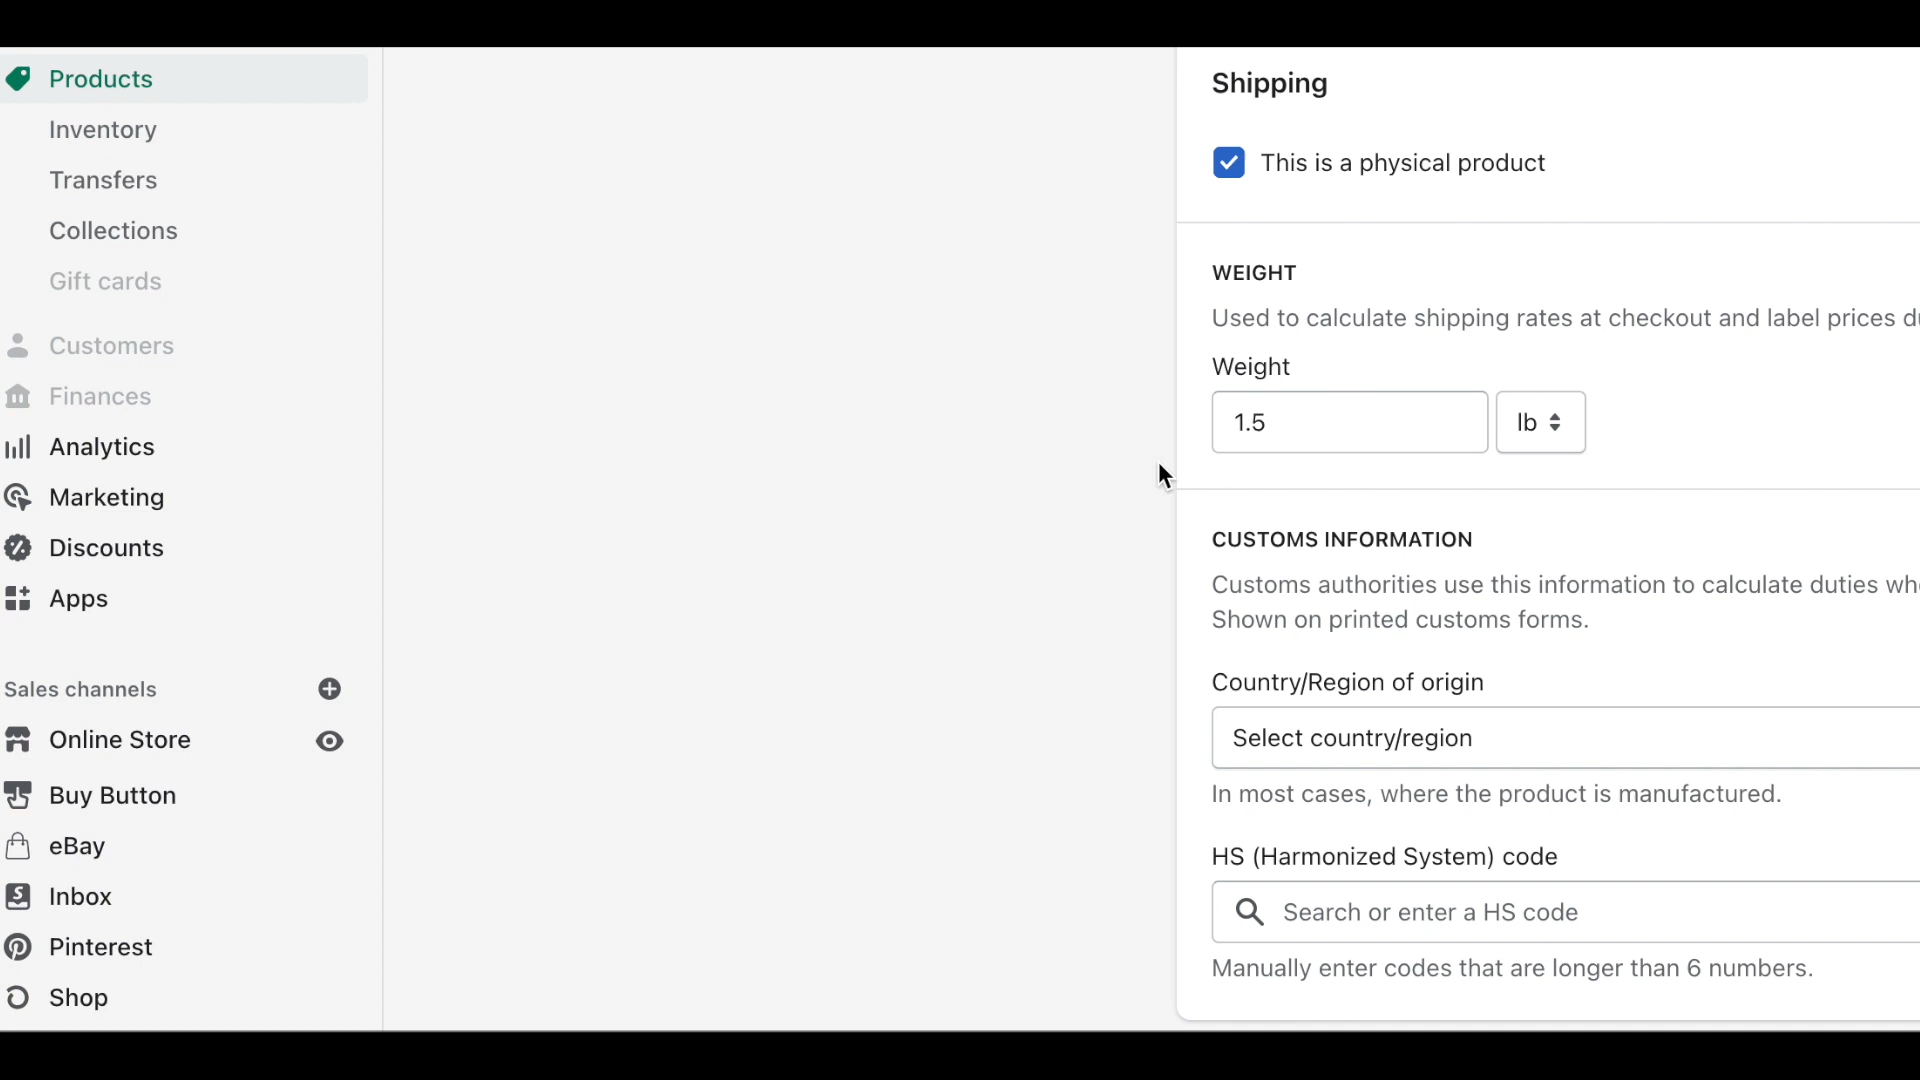 Products
Inventory
Transfers
Collections
Gift cards
Customers
Finances
Analytics
Marketing
Discounts
Apps
Sales channels
Online Store
Buy Button
eBay
Inbox
Pinterest
Shop
Shipping
This is a physical product
WEIGHT
Used to calculate shipping rates at checkout and label prices
Weight
1.5
lb
CUSTOMS INFORMATION
Customs authorities use this information to calculate duties
Shown on printed customs forms.
Country/Region of origin
Select country/region
In most cases, where the product is manufactured.
HS (Harmonized System) code
Search or enter a HS code
Manually enter codes that are longer than 6 numbers.